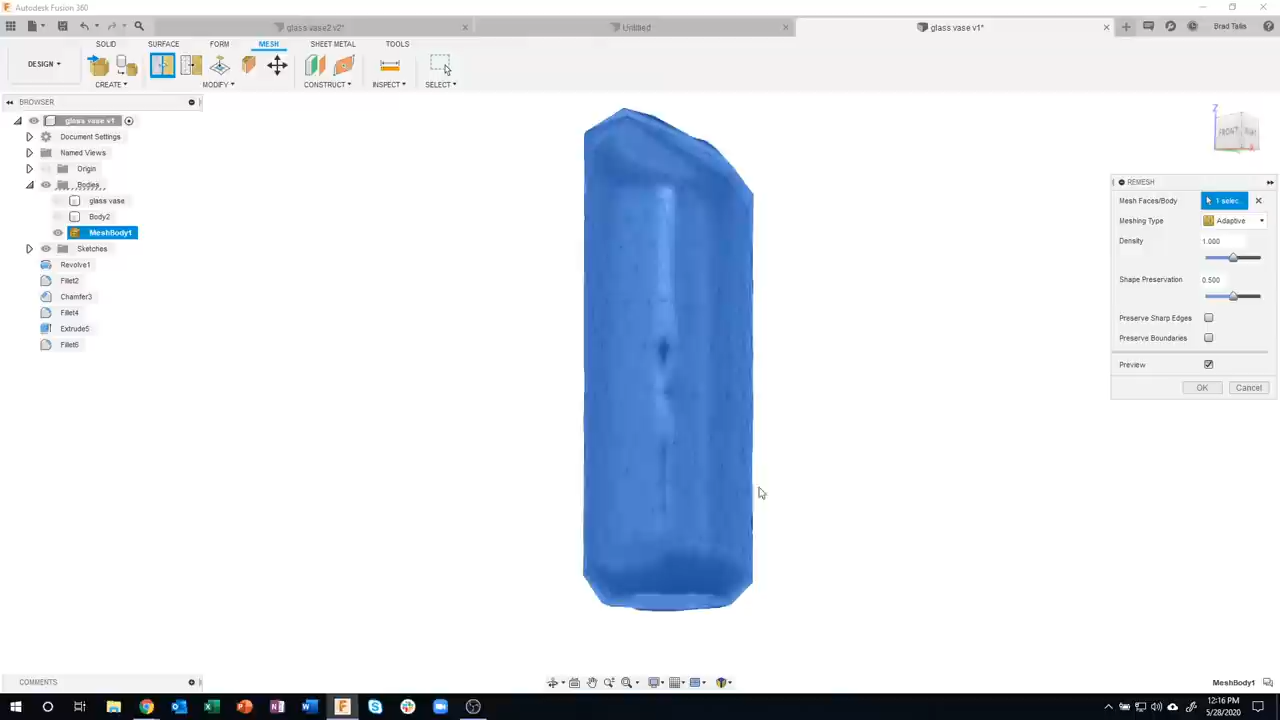 Autodesk Fusion 360
glass vase2 v2*
Untitled
glass vase v1*
Brad Tallis
SOLID SURFACE FORM MESH SHEET METAL TOOLS
DESIGN
CREATE MODIFY CONSTRUCT INSPECT SELECT
BROWSER
glass vase v1
Document Settings
Named Views
Origin
Bodies
glass vase
Body2
MeshBody1
Sketches
Revolve1
Fillet2
Chamfer3
Fillet4
Extrude5
Fillet6
Z
FRONT
X
REMESH
Mesh Faces/Body 1 selec..
Meshing Type Adaptive
Density 1.000
Shape Preservation 0.500
Preserve Sharp Edges
Preserve Boundaries
Preview
OK Cancel
COMMENTS
MeshBody1
12:16 PM
5/28/2020